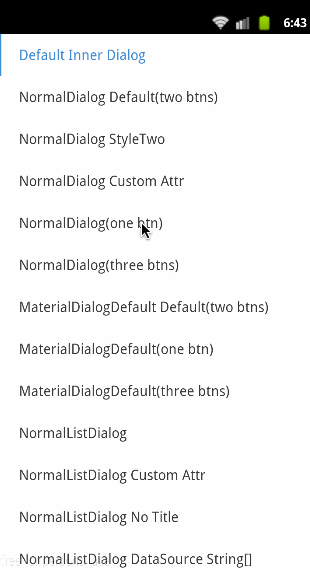 6:43
Default Inner Dialog
NormalDialog Default(two btns)
NormalDialog StyleTwo
NormalDialog Custom Attr
NormalDialog(one btn)
NormalDialog(three btns)
MaterialDialogDefault Default(two btns)
MaterialDialogDefault(one btn)
MaterialDialogDefault(three btns)
NormalListDialog
NormalListDialog Custom Attr
NormalListDialog No Title
NormalListDialog DataSource String[]